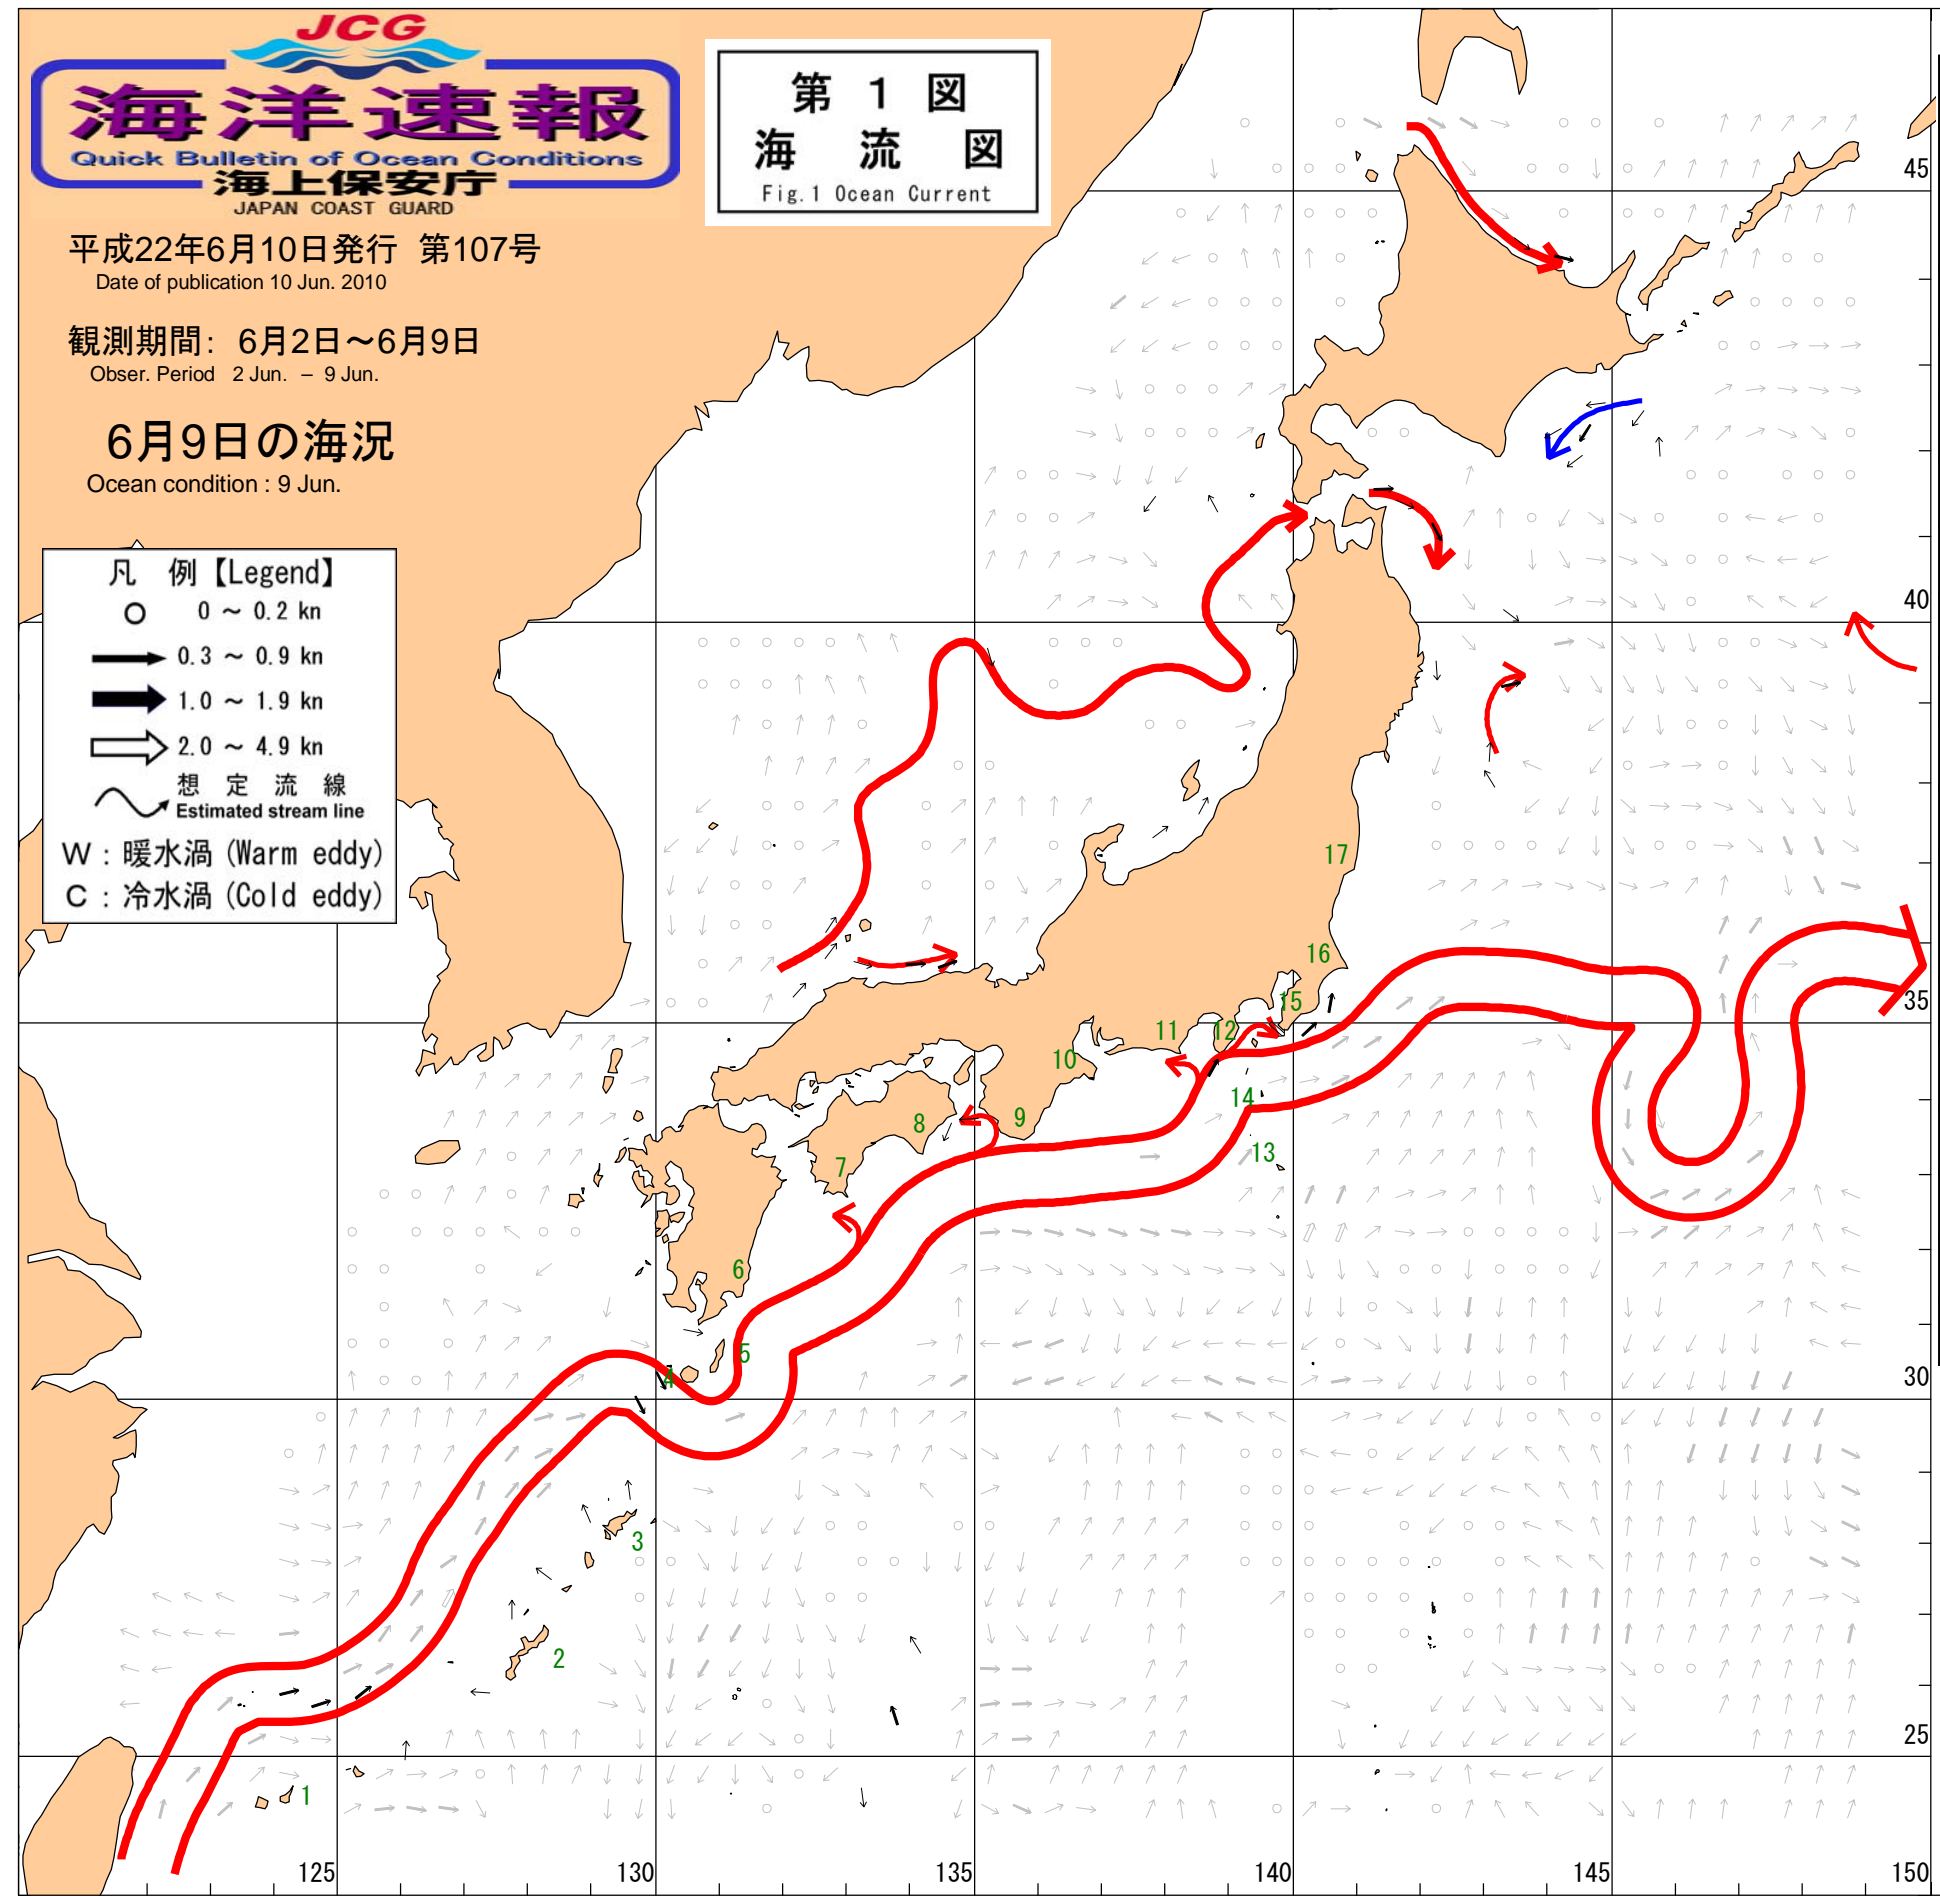 JCG
海洋速報
Quick Bulletin of Ocean Conditions
海上保安庁
JAPAN COAST GUARD
第 1 図
海 流 図
Fig.1 Ocean Current
平成22年6月10日発行 第107号
Date of publication 10 Jun. 2010
観測期間： 6月2日～6月9日
Obser. Period 2 Jun. – 9 Jun.
6月9日の海況
Ocean condition : 9 Jun.
凡 例【Legend】
0 ～ 0.2 kn
0.3 ～ 0.9 kn
1.0 ～ 1.9 kn
2.0 ～ 4.9 kn
想 定 流 線
Estimated stream line
W：暖水渦 (Warm eddy)
C：冷水渦 (Cold eddy)
45
40
17
16
35
15
12
11
10
14
9
8
13
7
6
5
4
30
3
2
25
1
125
130
135
140
145
150